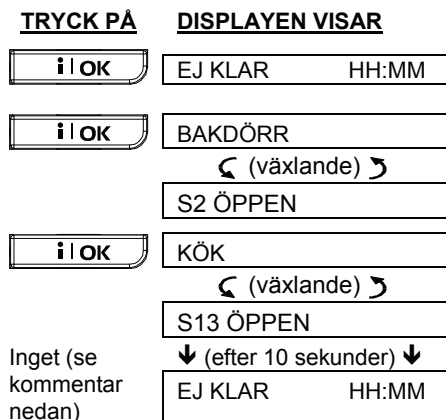 TRYCK PÅ DISPLAYEN VISAR
i | OK EJ KLAR HH:MM
i | OK BAKDÖRR
(växlande)
S2 ÖPPEN
i | OK KÖK
(växlande)
S13 ÖPPEN
Inget (se (efter 10 sekunder)
kommentar EJ KLAR HH:MM
nedan)